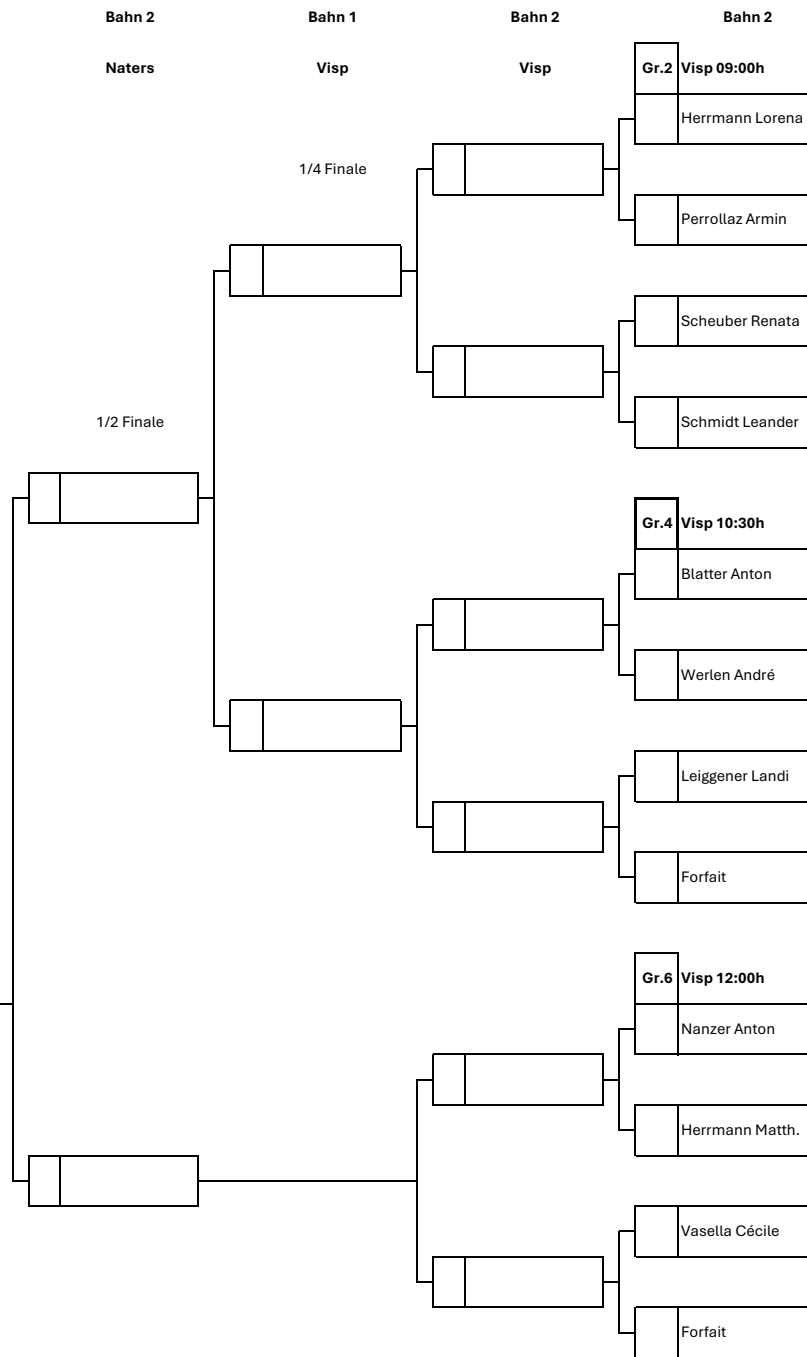 Bahn 2 Bahn 1 Bahn 2 Bahn 2
Naters Visp Visp Gr.2 Visp 09:00h
Herrmann Lorena
1/4 Finale
Perrollaz Armin
Scheuber Renata
1/2 Finale Schmidt Leander
Gr.4 Visp 10:30h
Blatter Anton
Werlen André
Leiggener Landi
Forfait
Gr.6 Visp 12:00h
Nanzer Anton
Herrmann Matth.
Vasella Cécile
Forfait